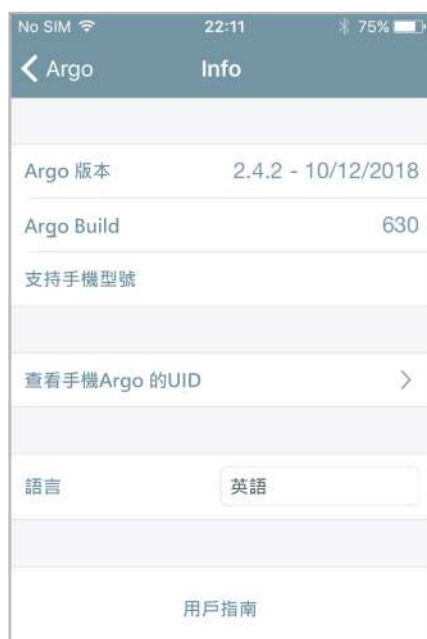 No SIM 22:11 75%
Argo Info
Argo 版本 2.4.2 - 10/12/2018
Argo Build 630
支持手機型號
查看手機Argo 的UID
語言 英語
用戶指南